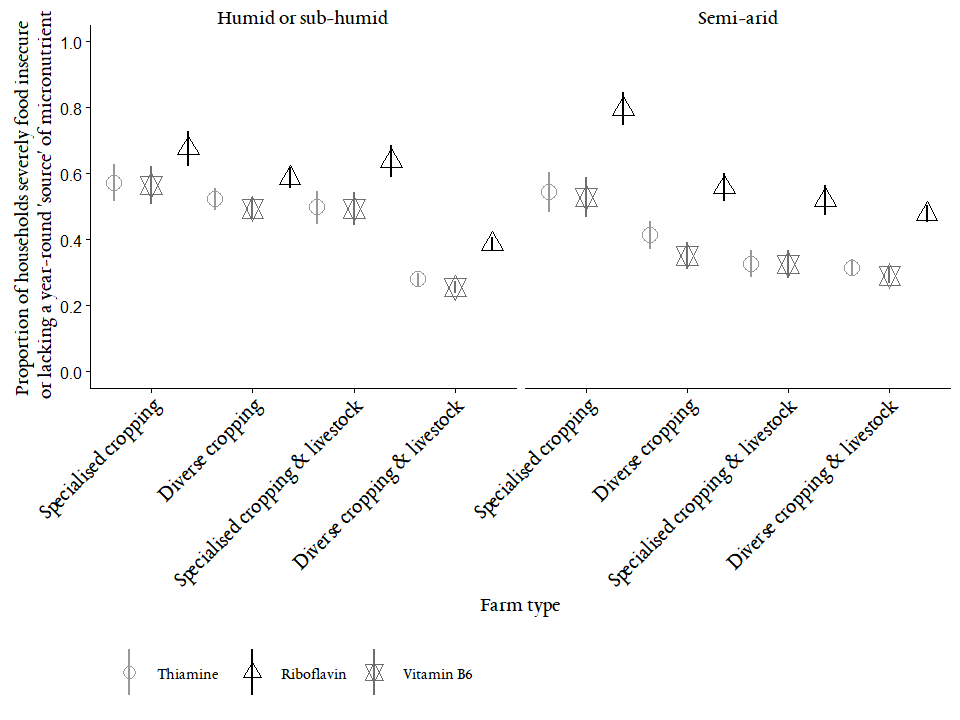 Humid or sub-humid
Semi-arid
Proportion of households severely food insecure
or lacking a year-round 'source' of micronutrient
1.0
0.8
0.6
0.4
0.2
0.0
Specialised cropping
Diverse cropping
Specialised cropping & livestock
Diverse cropping & livestock
Specialised cropping
Diverse cropping
Specialised cropping & livestock
Diverse cropping & livestock
Farm type
Thiamine
Riboflavin
Vitamin B6